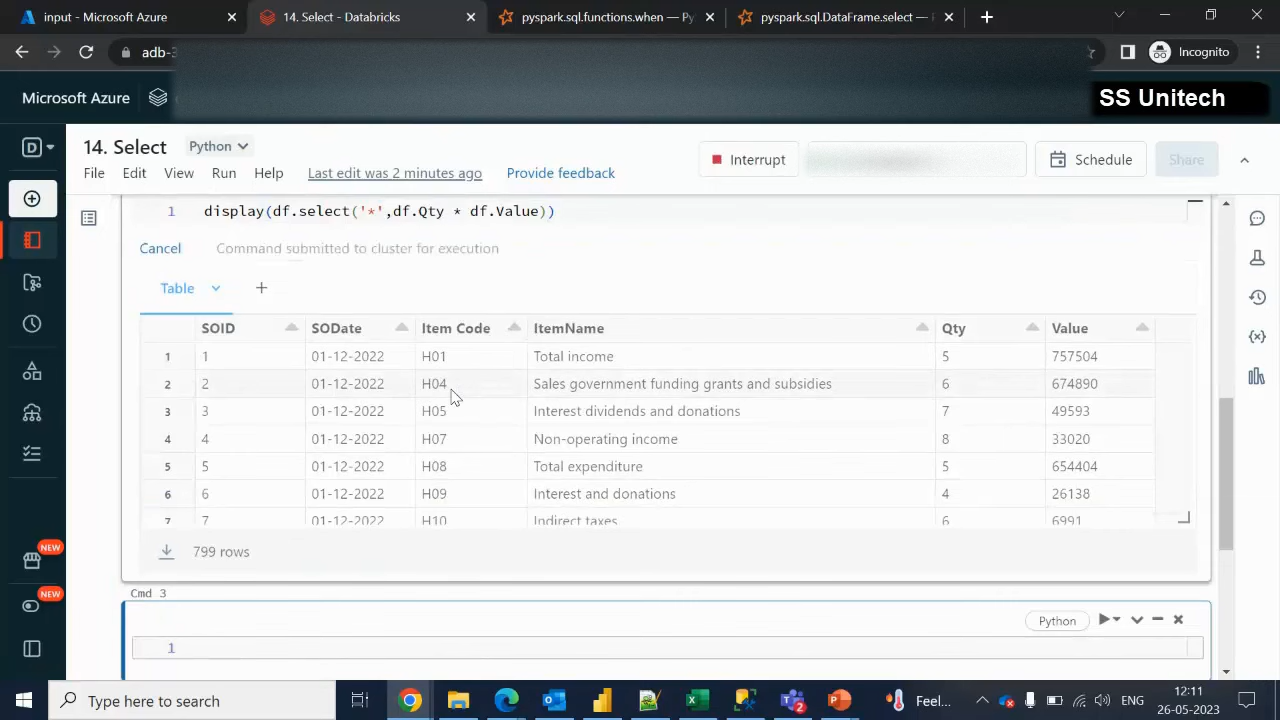 input - Microsoft Azure
14. Select - Databricks
pyspark.sql.functions.when — Py
pyspark.sql.DataFrame.select —
adb-3
Incognito
Microsoft Azure
SS Unitech
14. Select
Python
File Edit View Run Help Last edit was 2 minutes ago Provide feedback
Interrupt
Schedule
Share
1 display(df.select('*',df.Qty * df.Value))
Cancel Command submitted to cluster for execution
Table +
SOID SODate Item Code ItemName Qty Value
1 1 01-12-2022 H01 Total income 5 757504
2 2 01-12-2022 H04 Sales government funding grants and subsidies 6 674890
3 3 01-12-2022 H05 Interest dividends and donations 7 49593
4 4 01-12-2022 H07 Non-operating income 8 33020
5 5 01-12-2022 H08 Total expenditure 5 654404
6 6 01-12-2022 H09 Interest and donations 4 26138
7 7 01-12-2022 H10 Indirect taxes 6 6991
799 rows
NEW
Cmd 3
NEW
Python
1
Type here to search
2
Feel...
ENG
12:11
26-05-2023